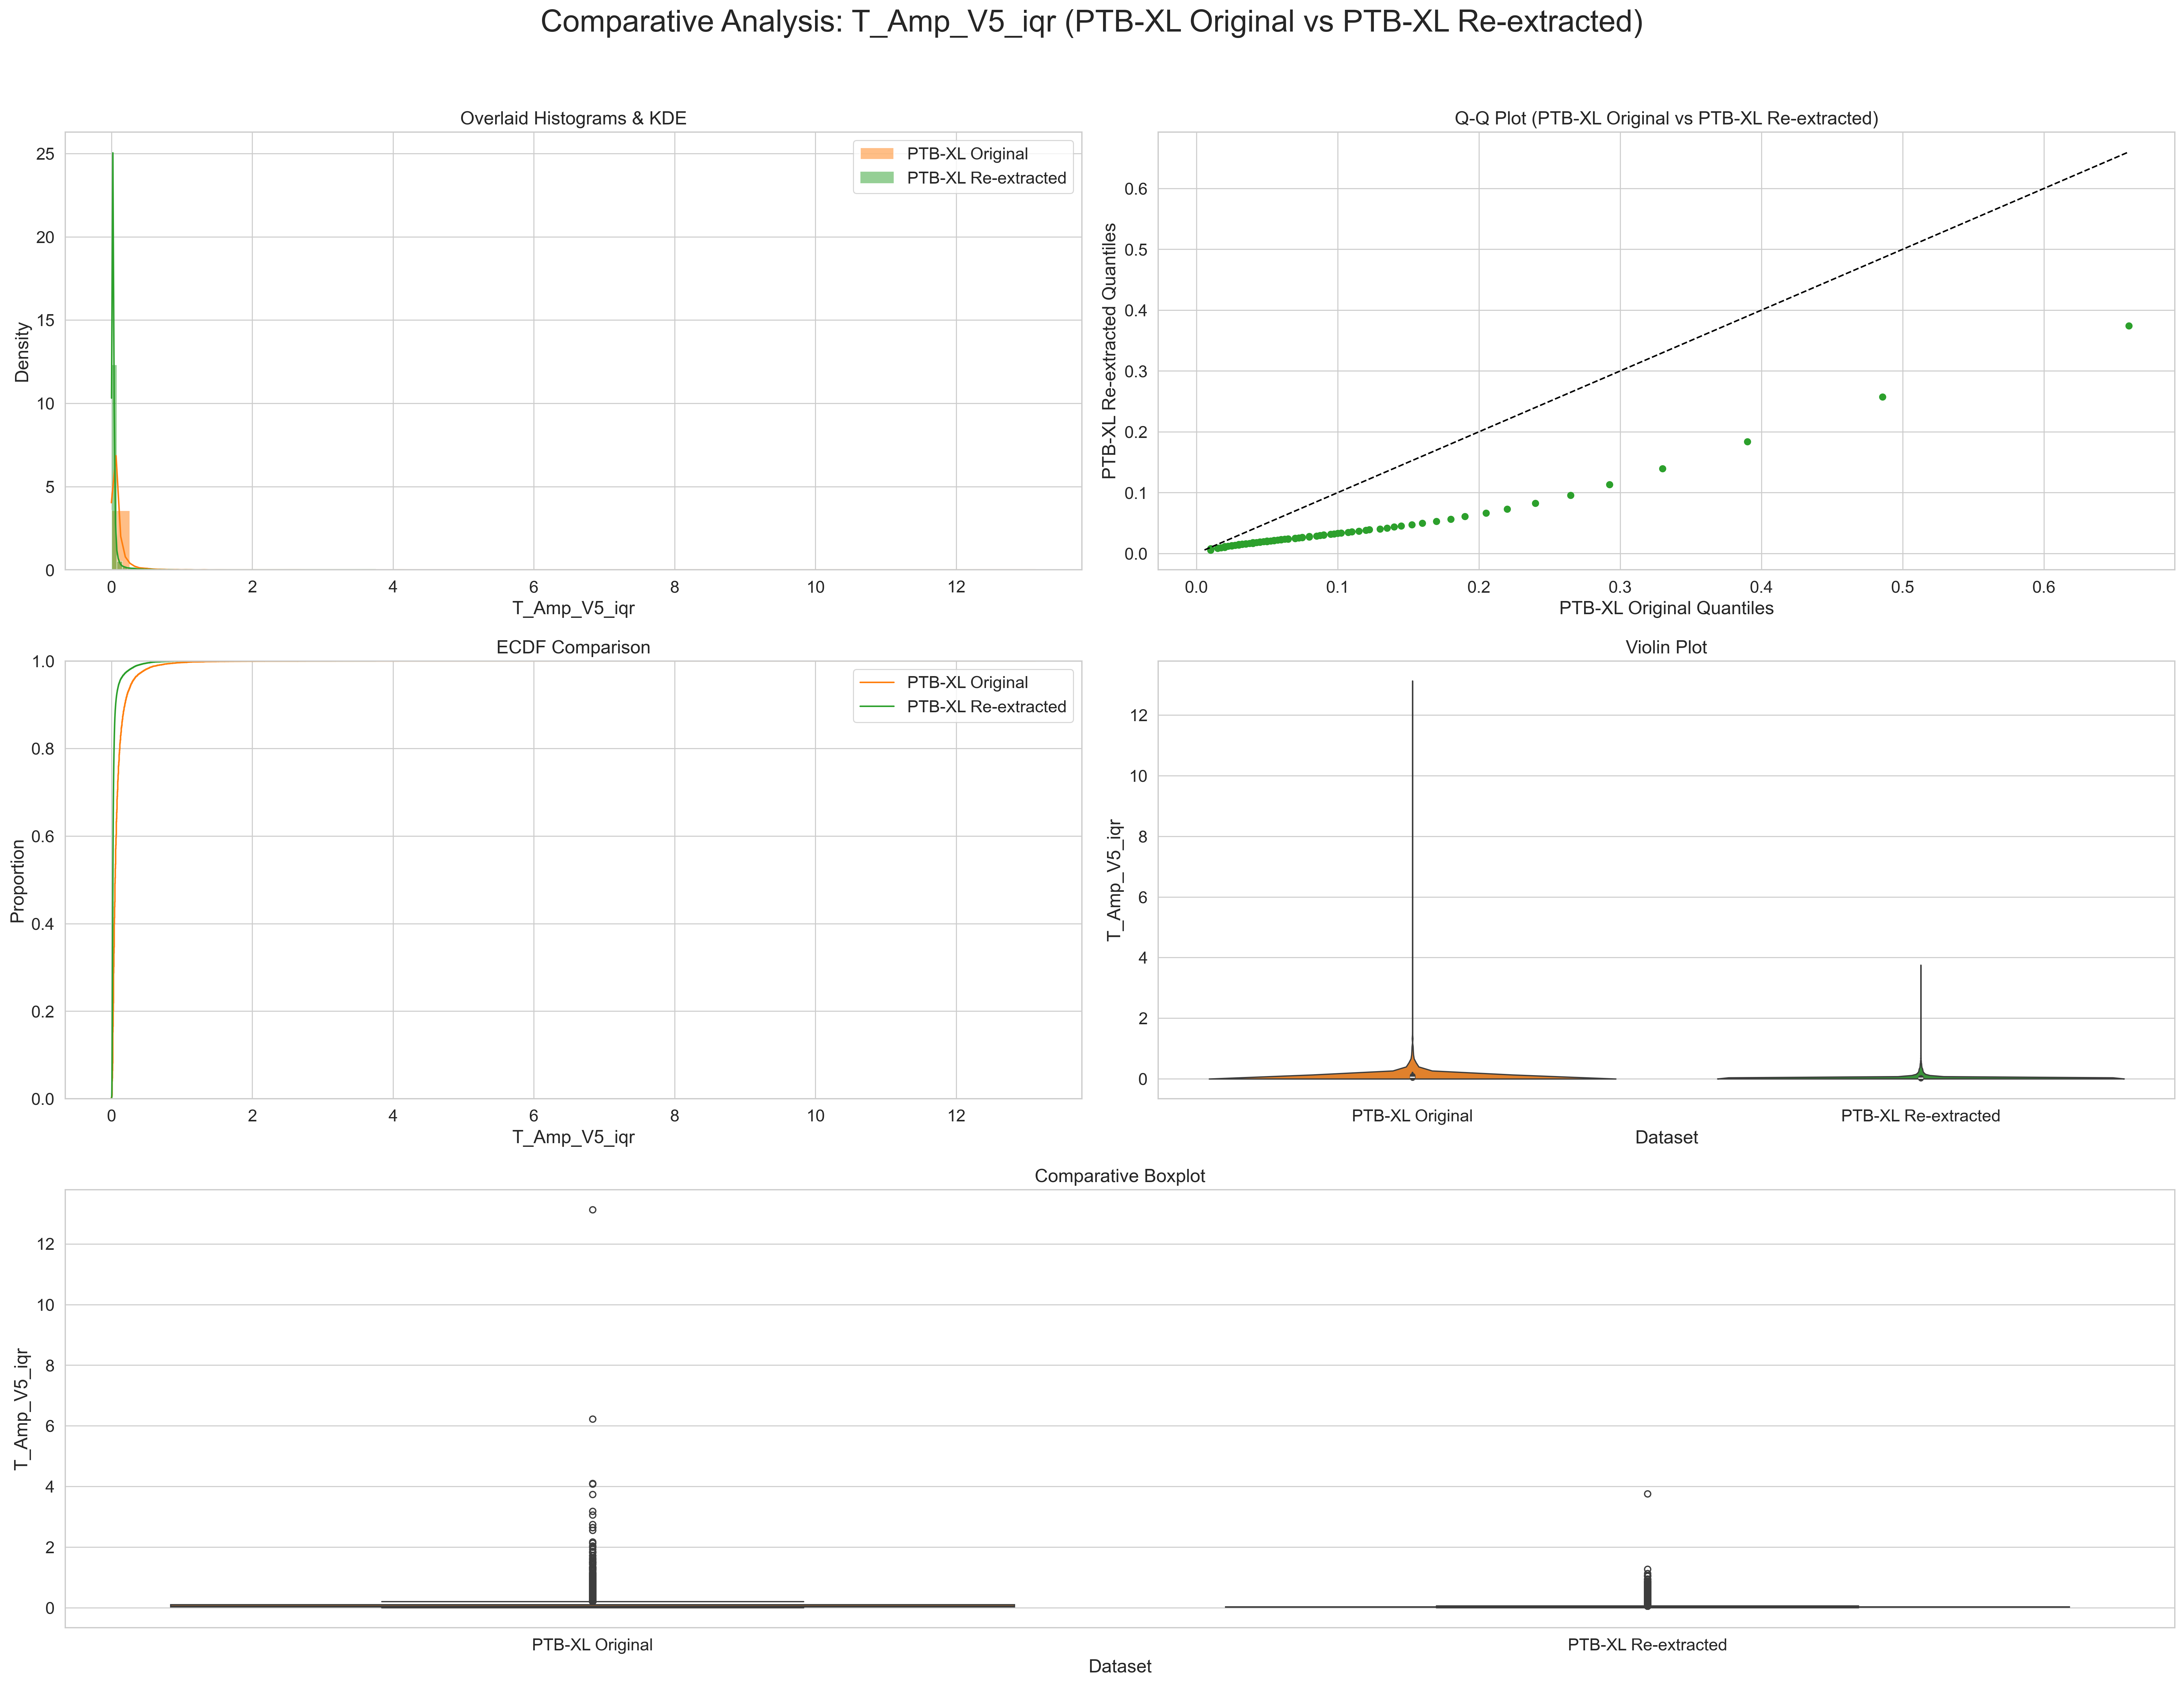 Comparative Analysis: T_Amp_V5_iqr (PTB-XL Original vs PTB-XL Re-extracted)
Overlaid Histograms & KDE
25
20
15
10
5
0
Density
0 2 4 6 8 10 12
T_Amp_V5_iqr
PTB-XL Original
PTB-XL Re-extracted
Q-Q Plot (PTB-XL Original vs PTB-XL Re-extracted)
0.6
0.5
0.4
0.3
0.2
0.1
0.0
PTB-XL Re-extracted Quantiles
0.0 0.1 0.2 0.3 0.4 0.5 0.6
PTB-XL Original Quantiles
ECDF Comparison
1.0
0.8
0.6
0.4
0.2
0.0
Proportion
0 2 4 6 8 10 12
T_Amp_V5_iqr
PTB-XL Original
PTB-XL Re-extracted
Violin Plot
12
10
8
6
4
2
0
T_Amp_V5_iqr
PTB-XL Original PTB-XL Re-extracted
Dataset
Comparative Boxplot
12
10
8
6
4
2
0
T_Amp_V5_iqr
PTB-XL Original PTB-XL Re-extracted
Dataset